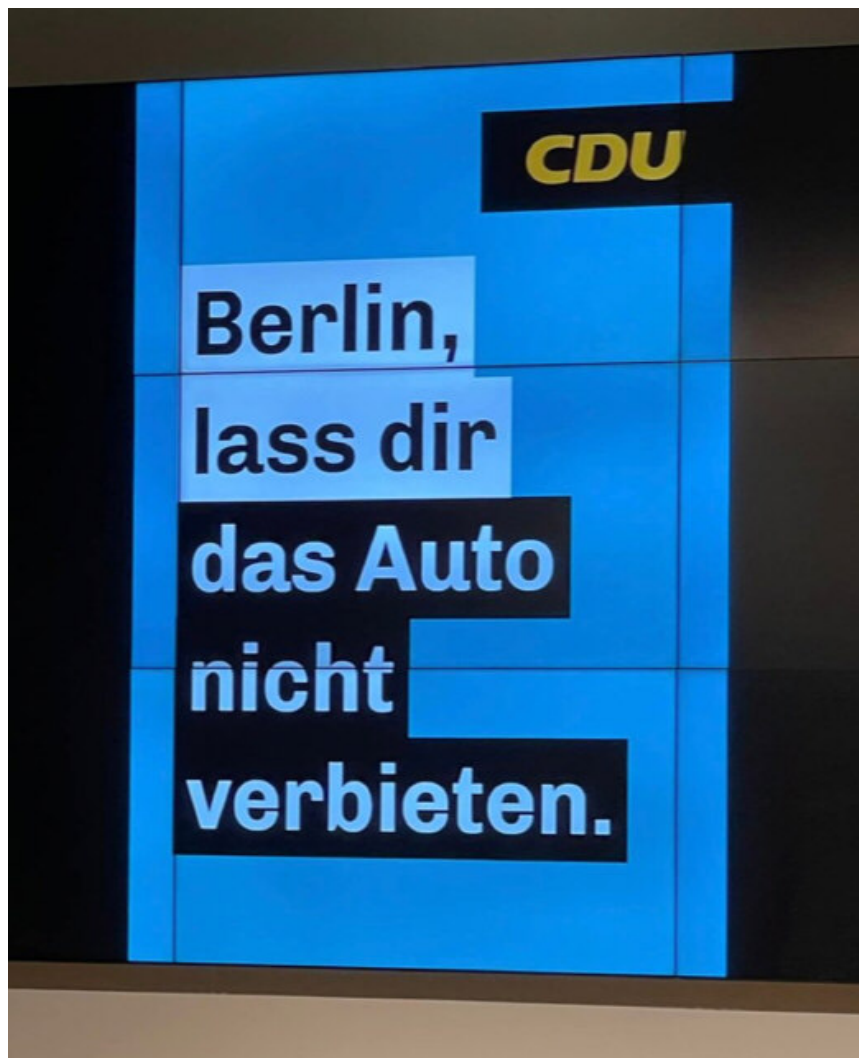 CDU
Berlin,
lass dir
das Auto
nicht
verbieten.